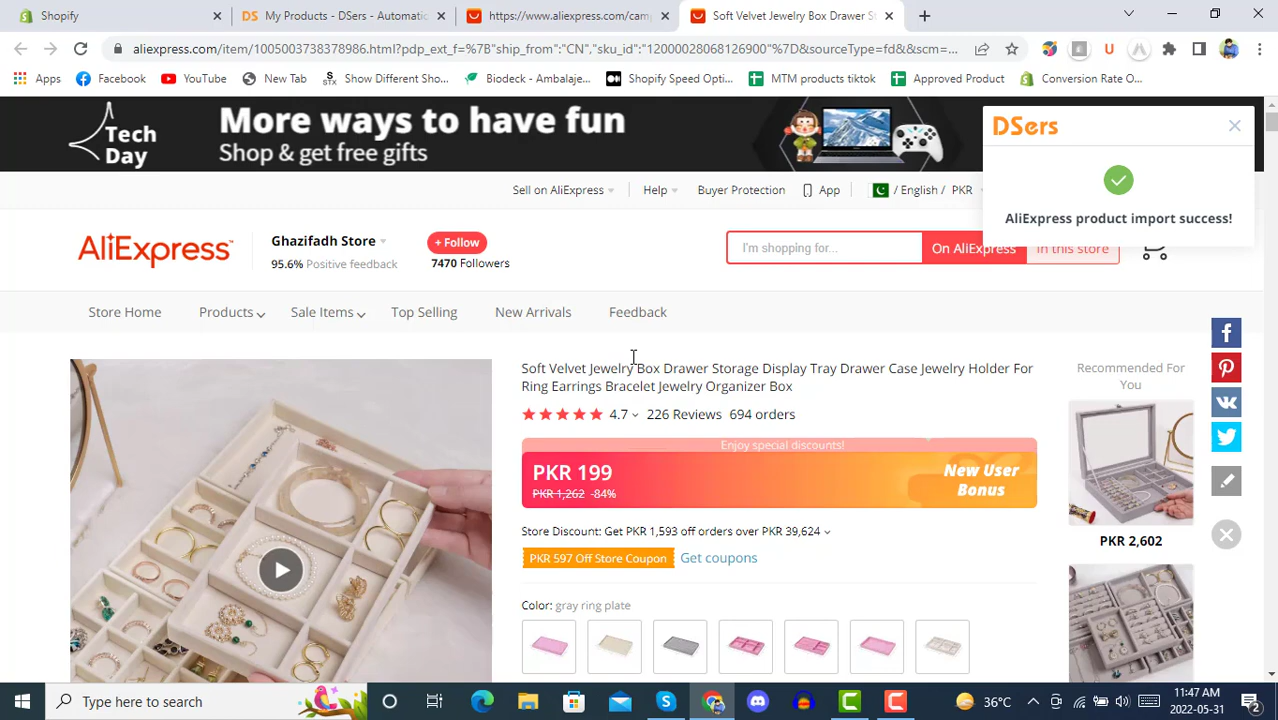 Shopify
My Products - DSers - Automatic
https://www.aliexpress.com/cam
Soft Velvet Jewelry Box Drawer S
aliexpress.com/item/1005003738378986.html?pdp_ext_f=%7B"ship_from":"CN","sku_id":"12000028068126900"%7D&sourceType=fd&&scm=...
Apps
Facebook
YouTube
New Tab
Show Different Sho...
Biodeck - Ambalaje...
Shopify Speed Opti...
MTM products tiktok
Approved Product
Conversion Rate O...
Tech Day
More ways to have fun
Shop & get free gifts
DSers
AliExpress product import success!
Sell on AliExpress
Help
Buyer Protection
App
/ English / PKR
AliExpress
Ghazifadh Store
95.6% Positive feedback
+ Follow
7470 Followers
I'm shopping for...
On AliExpress
In this store
Store Home
Products
Sale Items
Top Selling
New Arrivals
Feedback
Soft Velvet Jewelry Box Drawer Storage Display Tray Drawer Case Jewelry Holder For
Ring Earrings Bracelet Jewelry Organizer Box
4.7
226 Reviews
694 orders
Enjoy special discounts!
PKR 199
PKR 1,262 -84%
New User
Bonus
Store Discount: Get PKR 1,593 off orders over PKR 39,624
PKR 597 Off Store Coupon
Get coupons
Color: gray ring plate
Recommended For
You
PKR 2,602
Type here to search
36°C
11:47 AM
2022-05-31
2